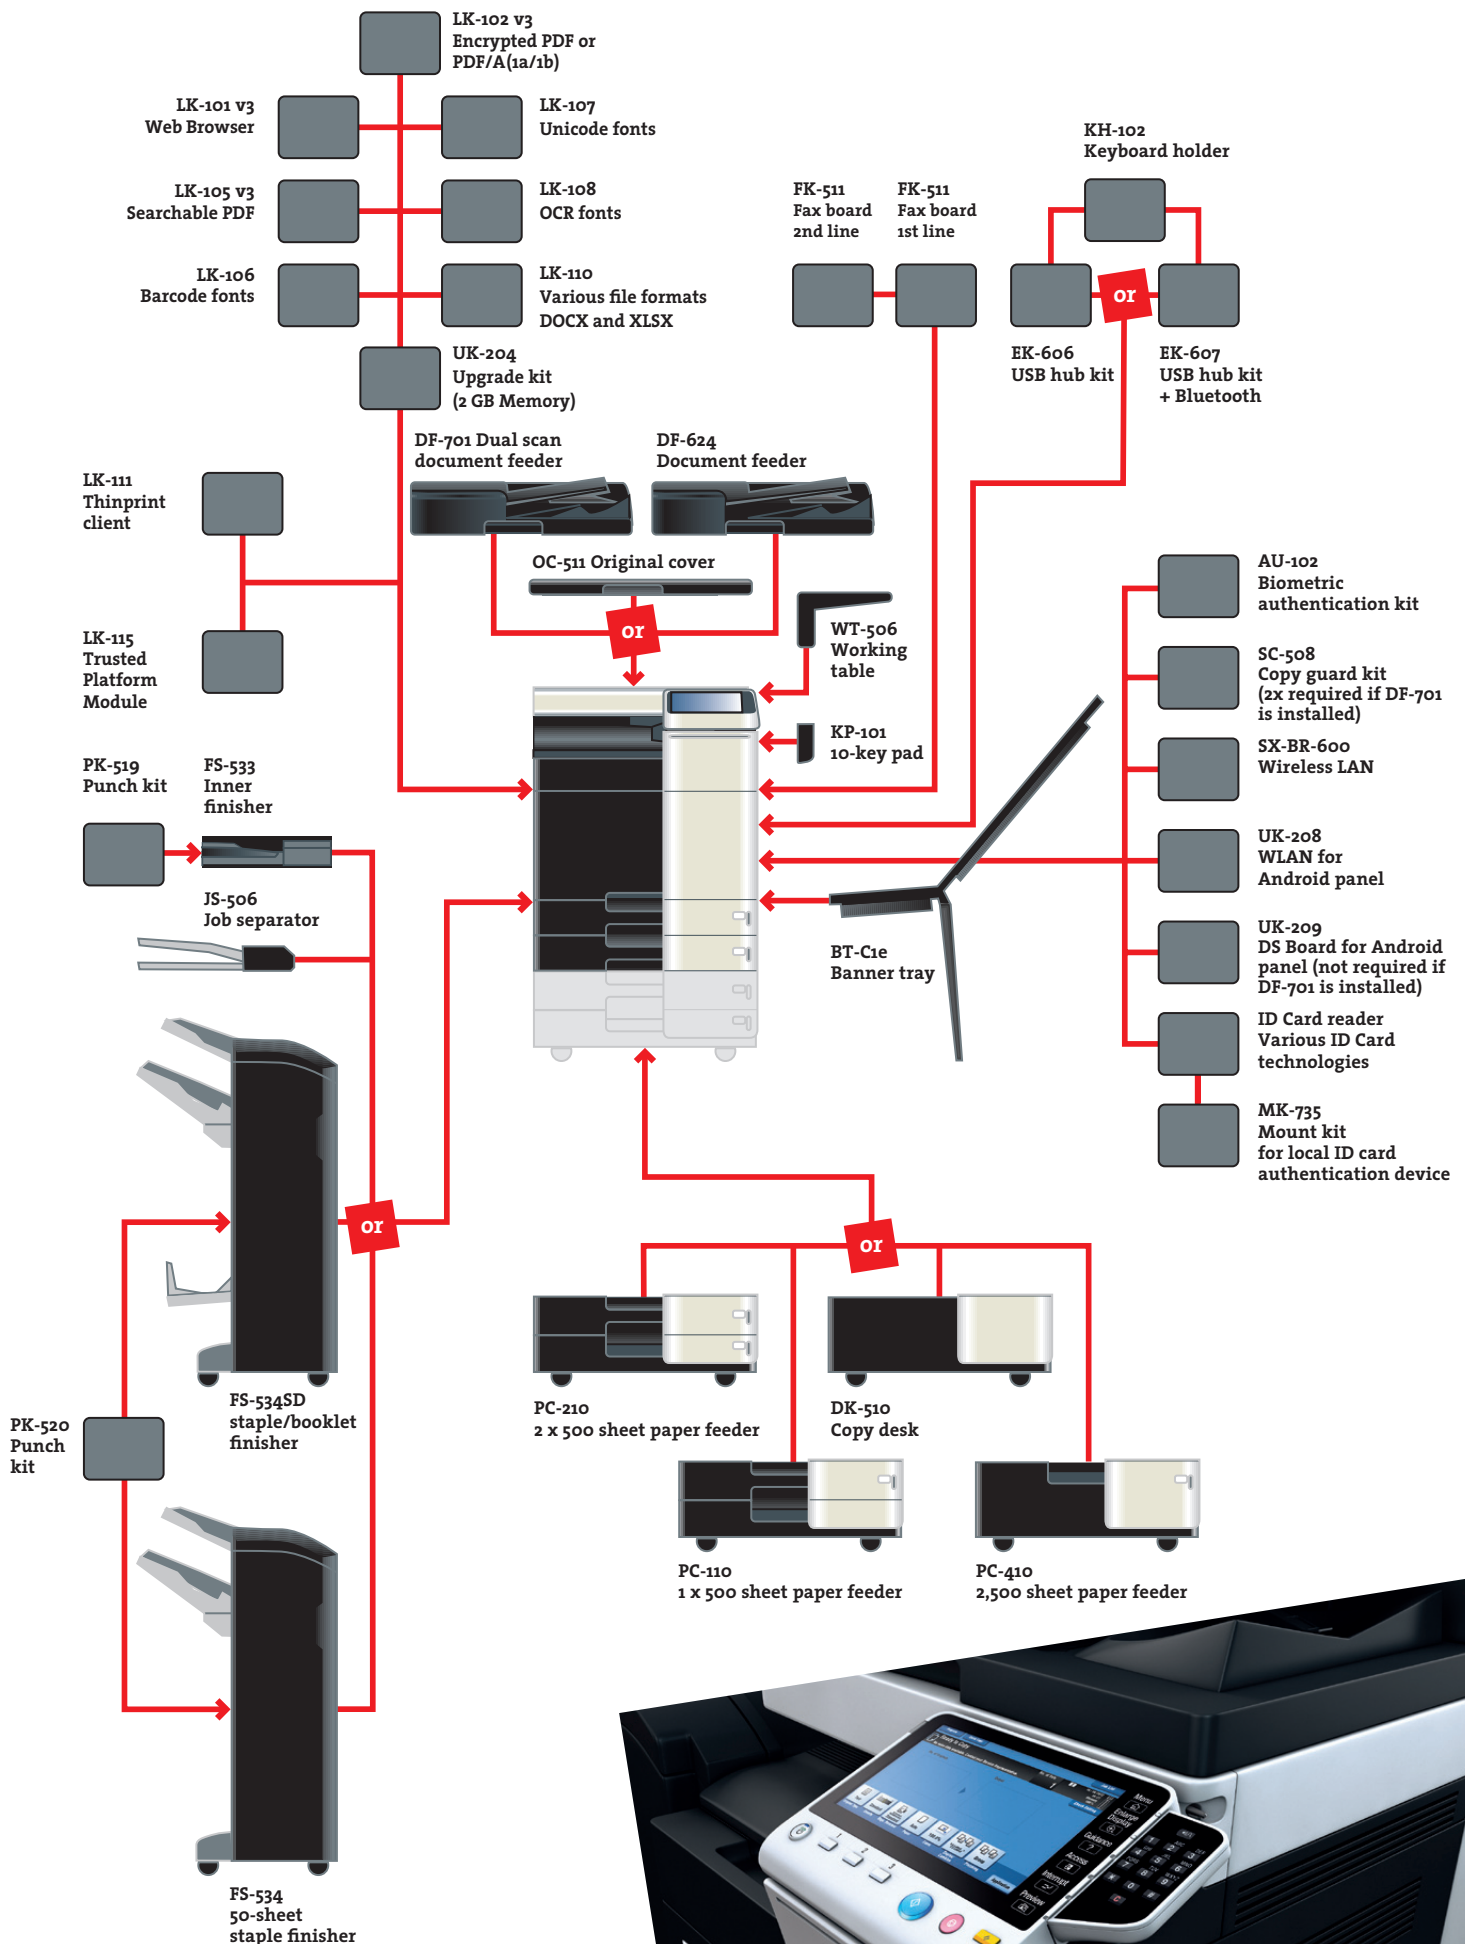 LK-102 v3
Encrypted PDF or
PDF/A(1a/1b)
LK-101 v3
Web Browser
LK-107
Unicode fonts
LK-105 v3
Searchable PDF
LK-108
OCR fonts
LK-106
Barcode fonts
LK-110
Various file formats
DOCX and XLSX
UK-204
Upgrade kit
(2 GB Memory)
FK-511
Fax board
2nd line
FK-511
Fax board
1st line
KH-102
Keyboard holder
or
EK-606
USB hub kit
EK-607
USB hub kit
+ Bluetooth
DF-701 Dual scan
document feeder
DF-624
Document feeder
LK-111
Thinprint
client
OC-511 Original cover
or
LK-115
Trusted
Platform
Module
WT-506
Working
table
KP-101
10-key pad
AU-102
Biometric
authentication kit
SC-508
Copy guard kit
(2x required if DF-701
is installed)
SX-BR-600
Wireless LAN
UK-208
WLAN for
Android panel
UK-209
DS Board for Android
panel (not required if
DF-701 is installed)
ID Card reader
Various ID Card
technologies
MK-735
Mount kit
for local ID card
authentication device
PK-519
Punch kit
FS-533
Inner
finisher
JS-506
Job separator
BT-C1e
Banner tray
or
or
FS-534SD
staple/booklet
finisher
PK-520
Punch
kit
PC-210
2 x 500 sheet paper feeder
DK-510
Copy desk
PC-110
1 x 500 sheet paper feeder
PC-410
2,500 sheet paper feeder
FS-534
50-sheet
staple finisher
Menu
Enlarge
Display
Guidance
Access
Interrupt
Preview